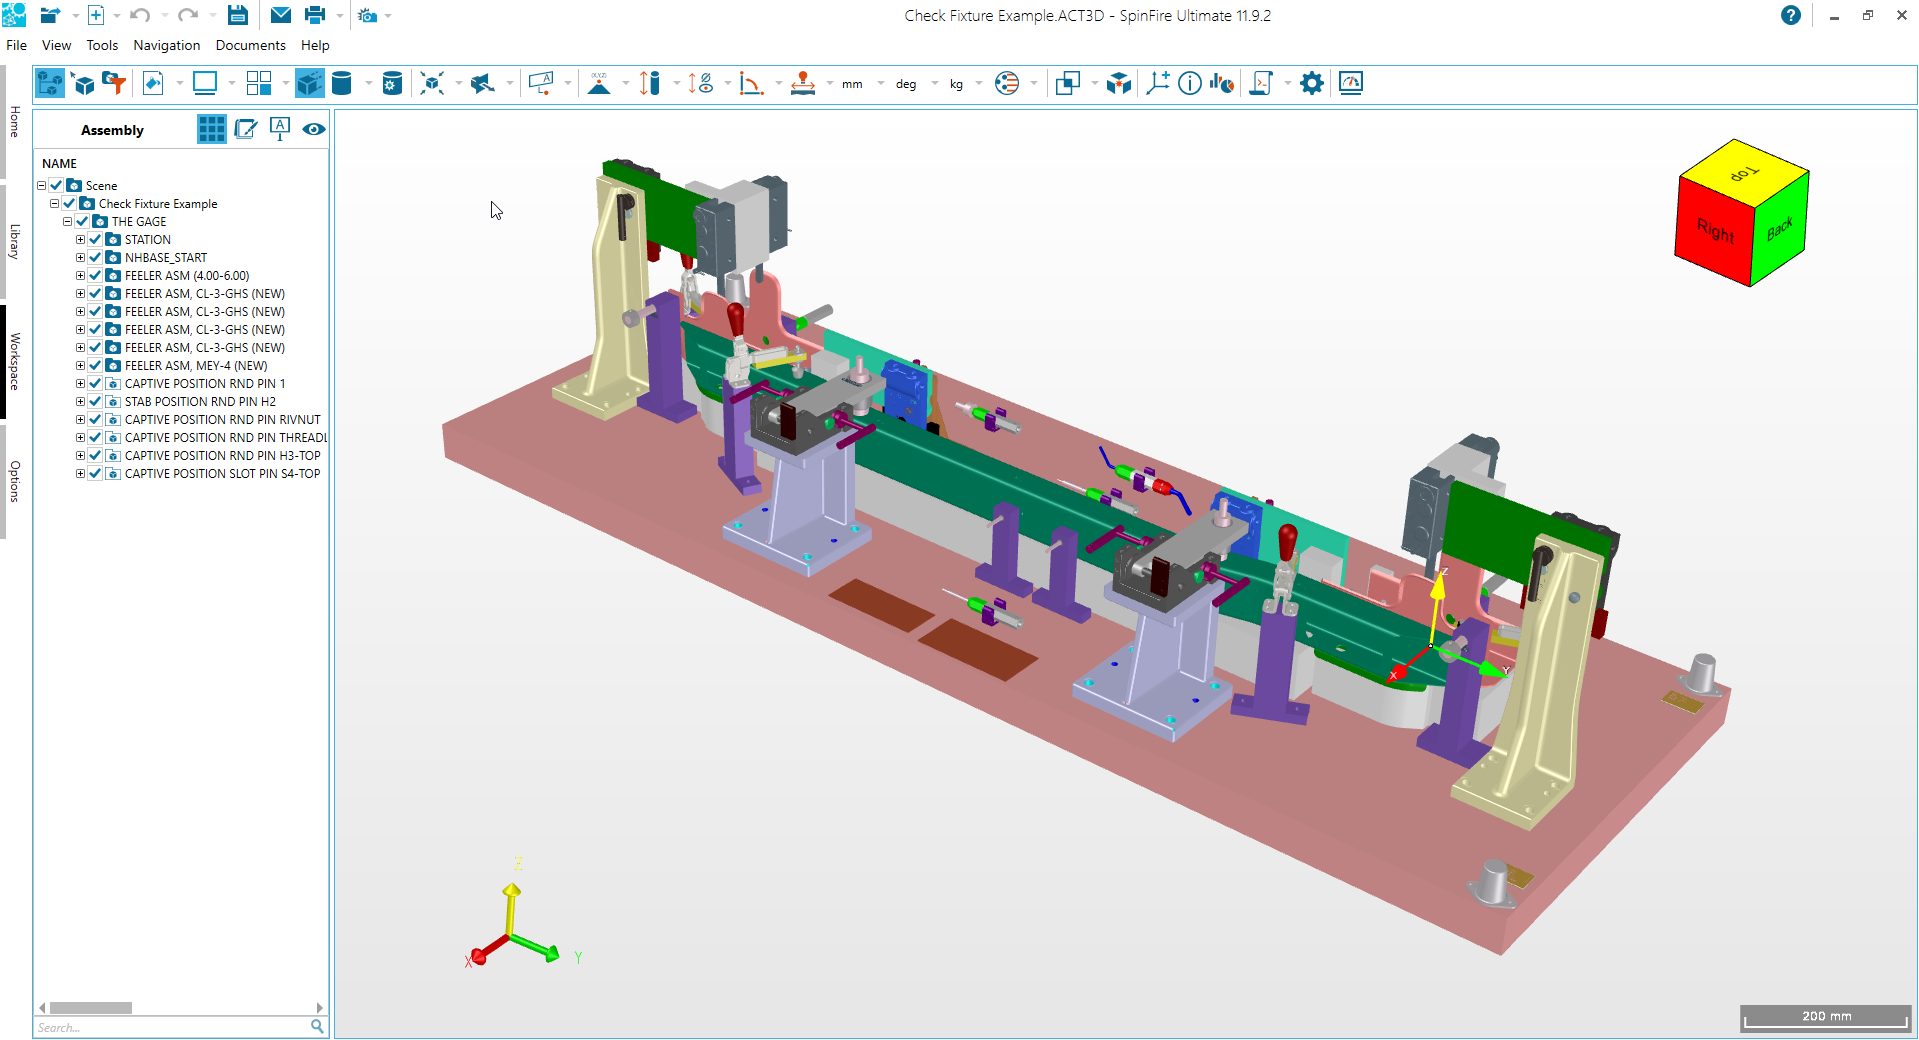 Check Fixture Example.ACT3D - SpinFire Ultimate 11.9.2
?
File View Tools Navigation Documents Help
(X,Y,Z)
A
mm
deg
kg
Home
Library
Workspace
Options
Assembly
A
NAME
Scene
Check Fixture Example
THE GAGE
STATION
NHBASE_START
FEELER ASM (4.00-6.00)
FEELER ASM, CL-3-GHS (NEW)
FEELER ASM, CL-3-GHS (NEW)
FEELER ASM, CL-3-GHS (NEW)
FEELER ASM, CL-3-GHS (NEW)
FEELER ASM, MEY-4 (NEW)
CAPTIVE POSITION RND PIN 1
STAB POSITION RND PIN H2
CAPTIVE POSITION RND PIN RIVNUT
CAPTIVE POSITION RND PIN THREADL
CAPTIVE POSITION RND PIN H3-TOP
CAPTIVE POSITION SLOT PIN S4-TOP
Search...
Top
Right
Back
Z
X
Y
Z
X
Y
200 mm